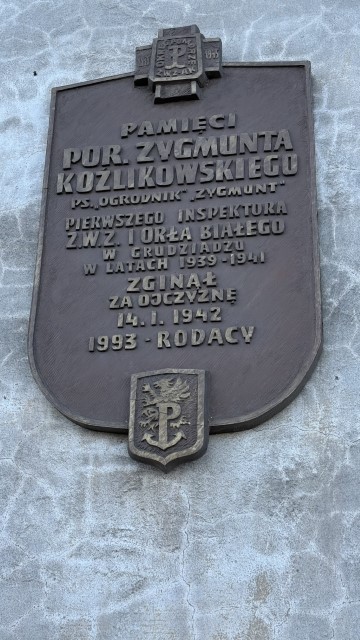 PAMIĘCI
POR. ZYGMUNTA
KOŹLIKOWSKIEGO
PS. „OGRODNIK" „ZYGMUNT"
PIERWSZEGO INSPEKTORA
Z.W.Z. I ORŁA BIAŁEGO
W GRUDZIĄDZU
W LATACH 1939-1941
ZGINĄŁ
ZA OJCZYZNĘ
14. I. 1942
1993 - RODACY